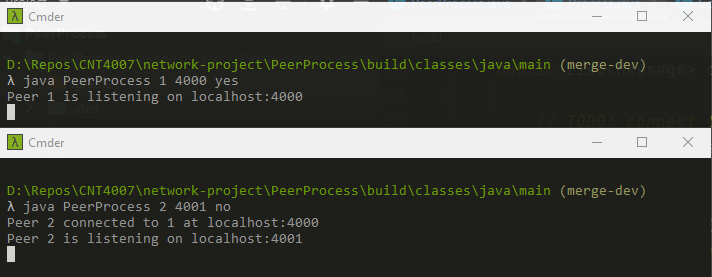 Cmder
D:\Repos\CNT4007\network-project\PeerProcess\build\classes\java\main (merge-dev)
λ java PeerProcess 1 4000 yes
Peer 1 is listening on localhost:4000
Cmder
D:\Repos\CNT4007\network-project\PeerProcess\build\classes\java\main (merge-dev)
λ java PeerProcess 2 4001 no
Peer 2 connected to 1 at localhost:4000
Peer 2 is listening on localhost:4001